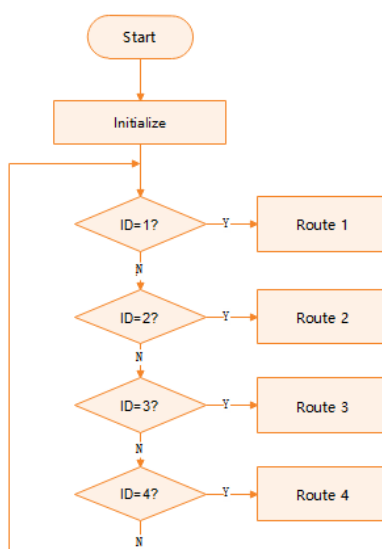 Start
Initialize
ID=1?
Y
Route 1
N
ID=2?
Y
Route 2
N
ID=3?
Y
Route 3
N
ID=4?
Y
Route 4
N